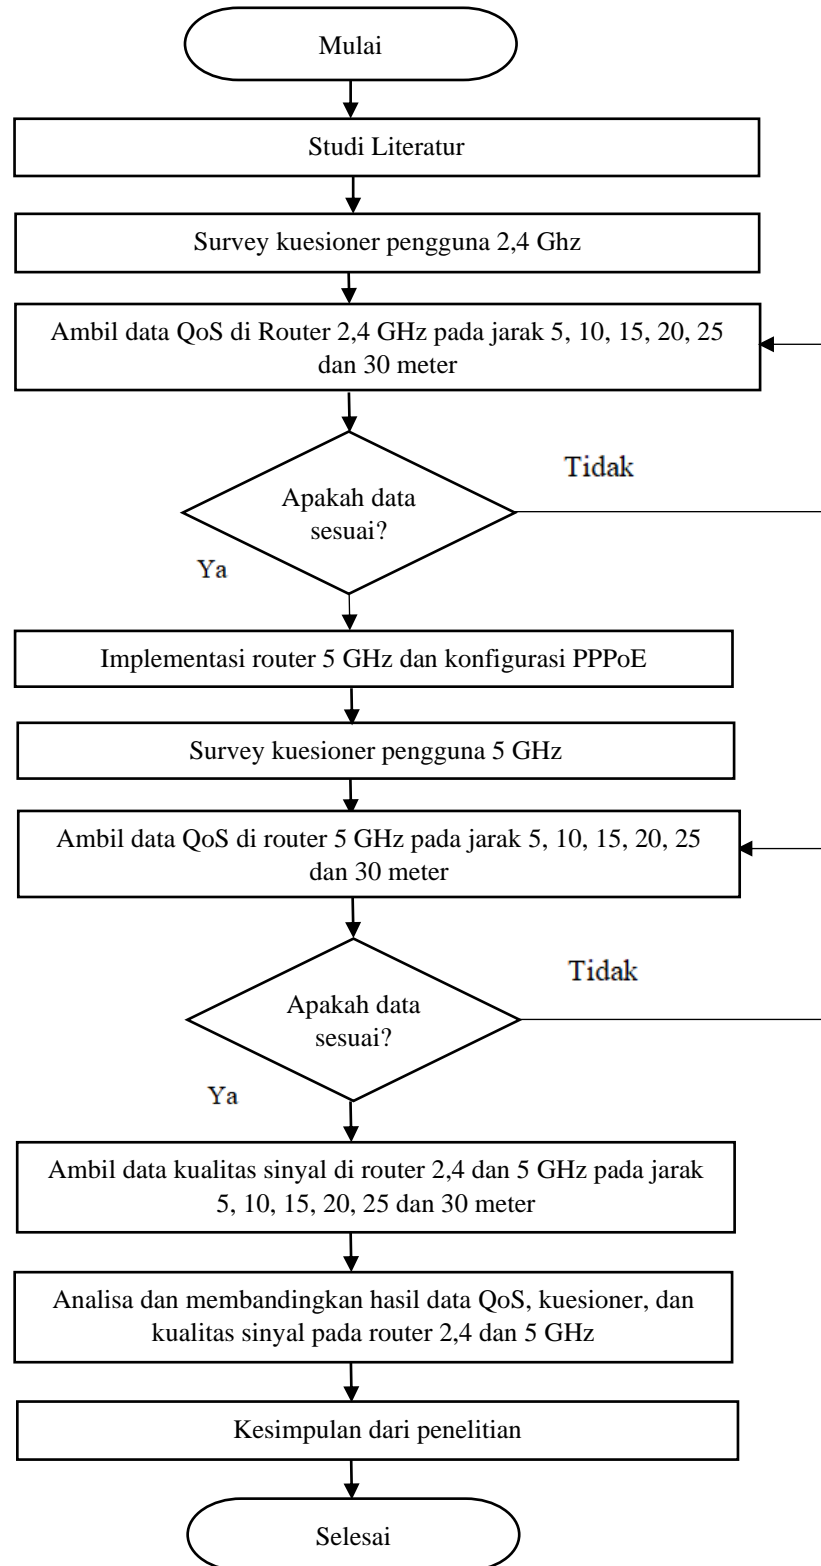 Mulai
Studi Literatur
Survey kuesioner pengguna 2,4 Ghz
Ambil data QoS di Router 2,4 GHz pada jarak 5, 10, 15, 20, 25
dan 30 meter
Tidak
Apakah data
sesuai?
Ya
Implementasi router 5 GHz dan konfigurasi PPPoE
Survey kuesioner pengguna 5 GHz
Ambil data QoS di router 5 GHz pada jarak 5, 10, 15, 20, 25
dan 30 meter
Tidak
Apakah data
sesuai?
Ya
Ambil data kualitas sinyal di router 2,4 dan 5 GHz pada jarak
5, 10, 15, 20, 25 dan 30 meter
Analisa dan membandingkan hasil data QoS, kuesioner, dan
kualitas sinyal pada router 2,4 dan 5 GHz
Kesimpulan dari penelitian
Selesai